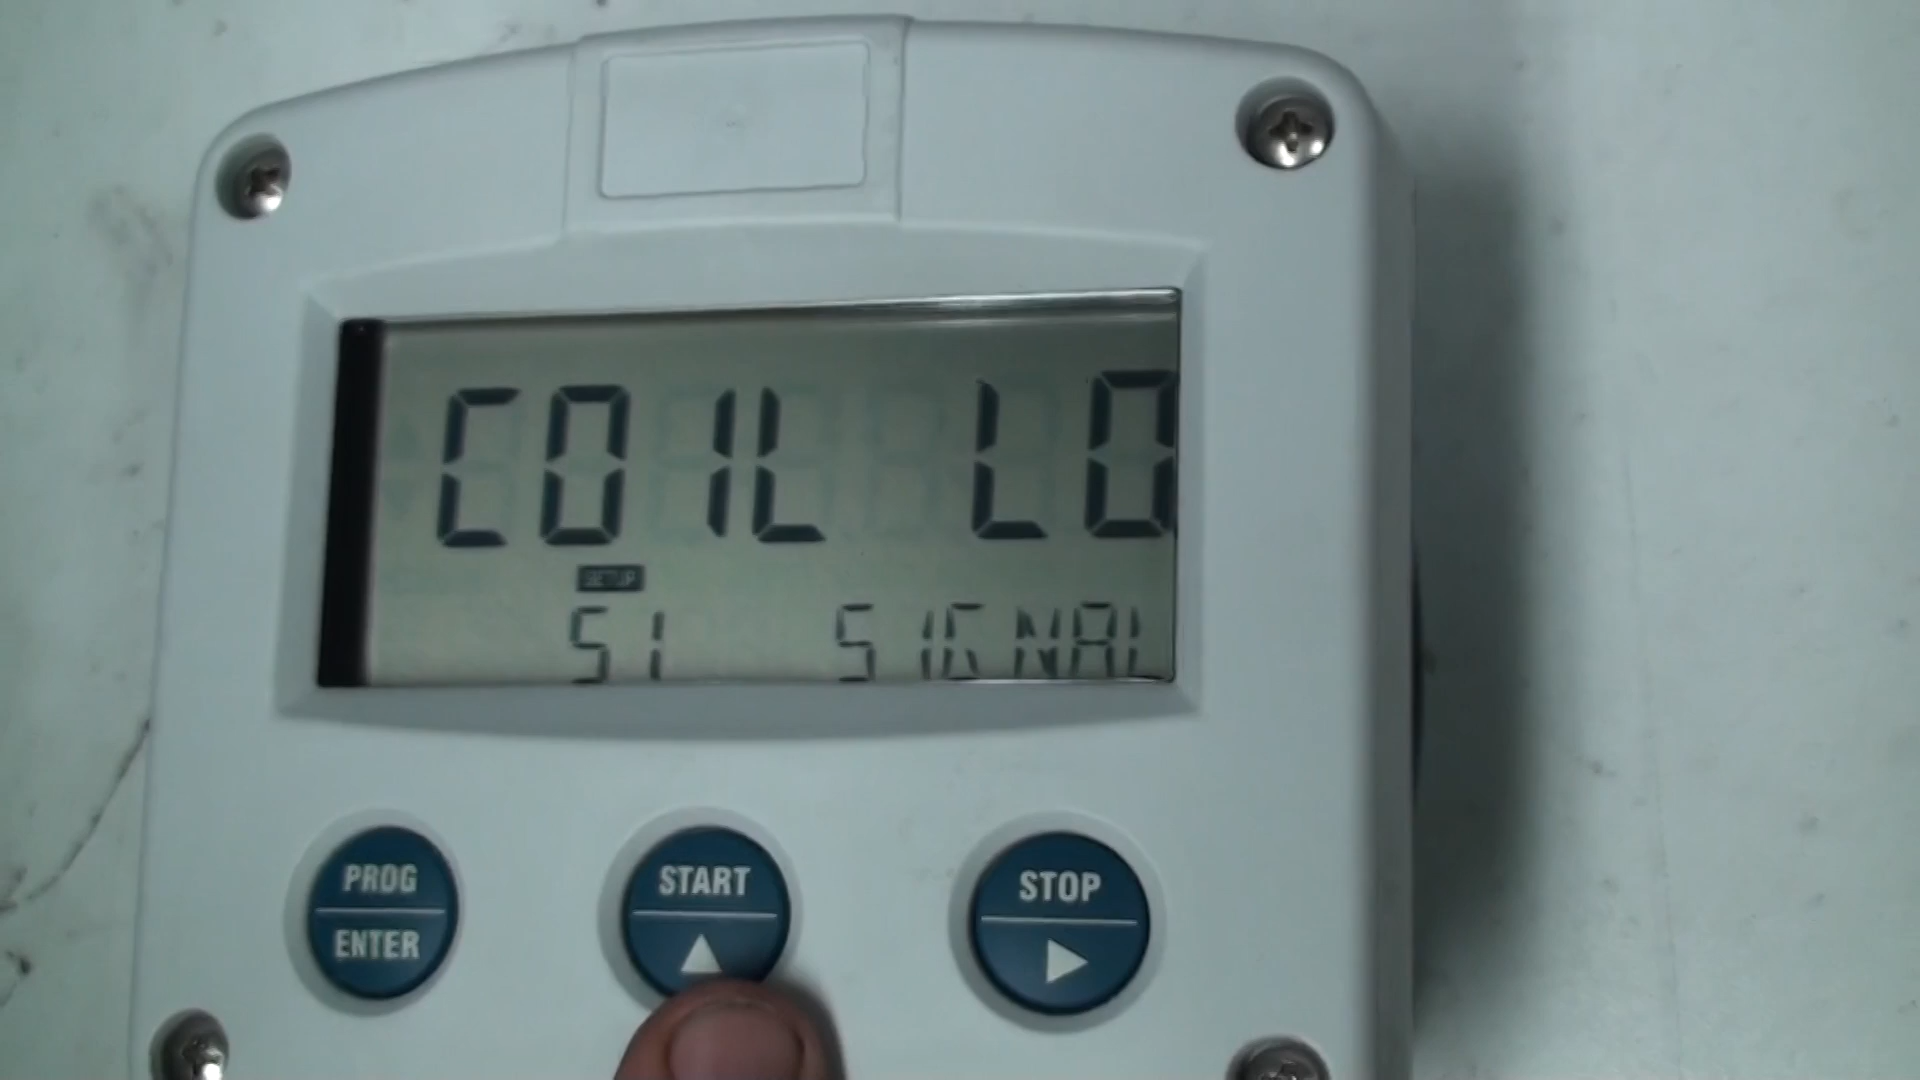 COIL LO
SETUP
51 SIGNAL
PROG START STOP
ENTER